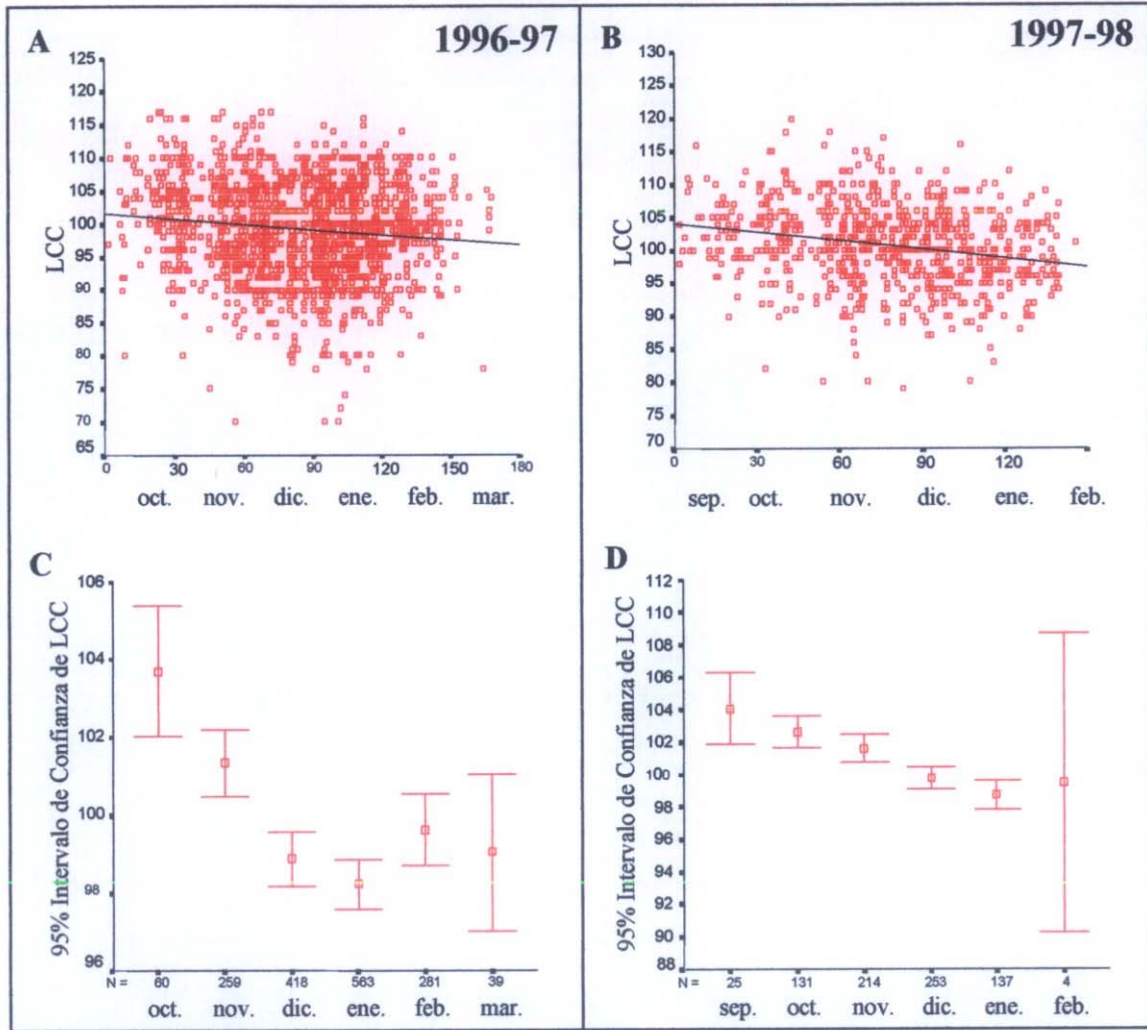 A
1996-97
125
120
115
110
105
100
95
90
85
80
75
70
65
LCC
0 30 60 90 120 150 180
oct. nov. dic. ene. feb. mar.
B
1997-98
130
125
120
115
110
105
100
95
90
85
80
75
70
LCC
0 30 60 90 120
sep. oct. nov. dic. ene. feb.
C
106
104
102
100
98
96
95% Intervalo de Confianza de LCC
N = 60 259 418 563 281 39
oct. nov. dic. ene. feb. mar.
D
112
110
108
106
104
102
100
98
96
94
92
90
88
95% Intervalo de Confianza de LCC
N = 25 131 214 253 137 4
sep. oct. nov. dic. ene. feb.